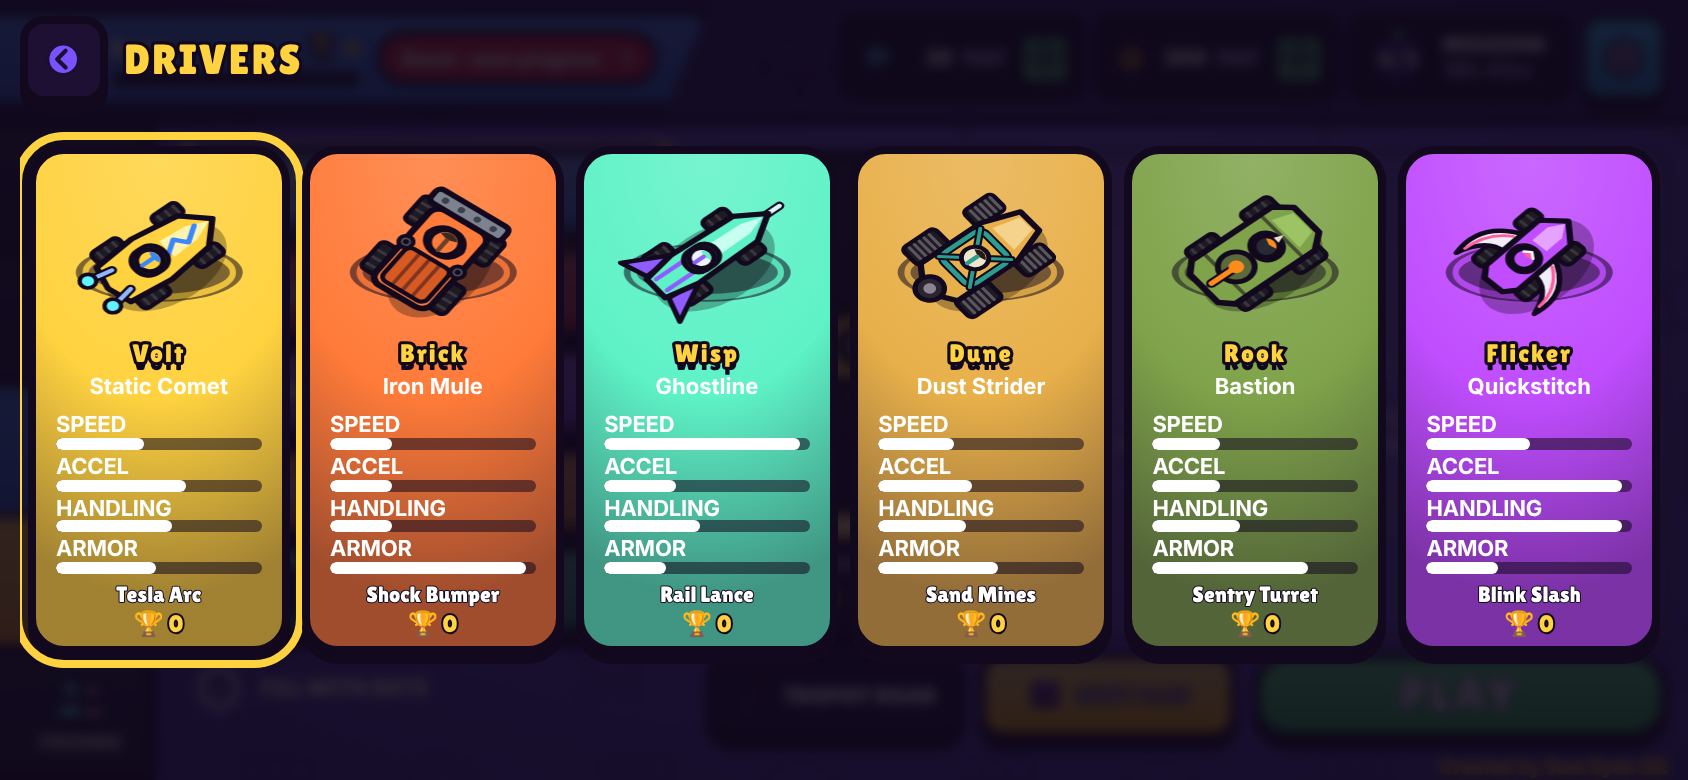 DRIVERS
Volt
Static Comet
SPEED
ACCEL
HANDLING
ARMOR
Tesla Arc
0
Brick
Iron Mule
SPEED
ACCEL
HANDLING
ARMOR
Shock Bumper
0
Wisp
Ghostline
SPEED
ACCEL
HANDLING
ARMOR
Rail Lance
0
Dune
Dust Strider
SPEED
ACCEL
HANDLING
ARMOR
Sand Mines
0
Rook
Bastion
SPEED
ACCEL
HANDLING
ARMOR
Sentry Turret
0
Flicker
Quickstitch
SPEED
ACCEL
HANDLING
ARMOR
Blink Slash
0
PLAY